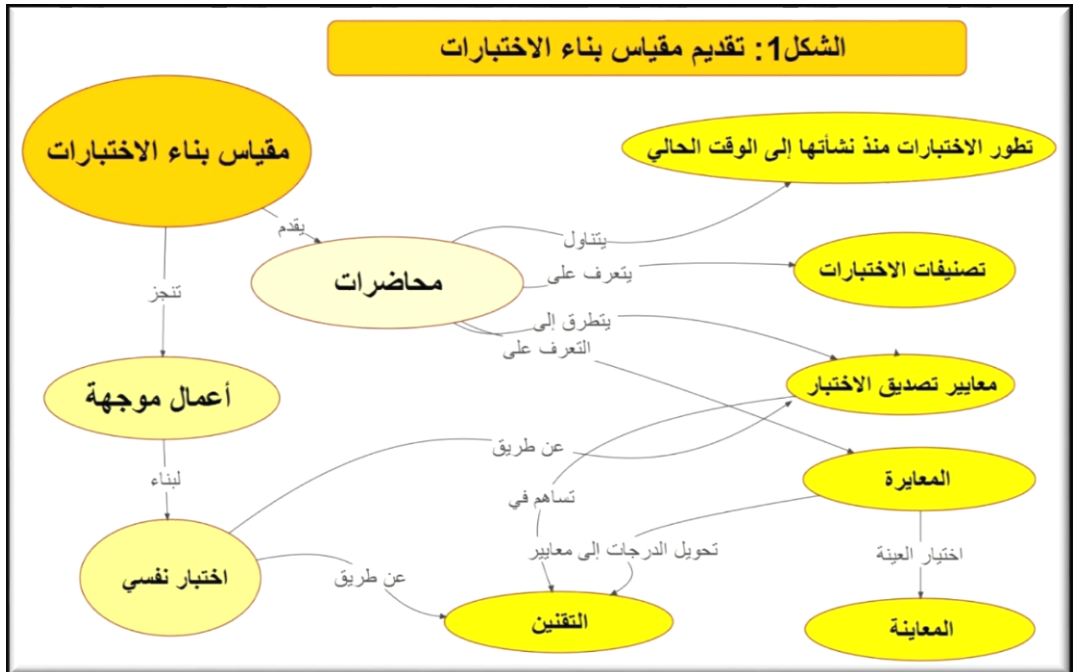 الشكل1: تقديم مقياس بناء الاختبارات
مقياس بناء الاختبارات
تطور الاختبارات منذ نشأتها إلى الوقت الحالي
يقدم
يتناول
محاضرات
تصنيفات الاختبارات
يتعرف على
تنجز
يتطرق إلى
التعرف على
معايير تصديق الاختبار
أعمال موجهة
عن طريق
المعايرة
لبناء
تساهم في
تحويل الدرجات إلى معايير
اختيار العينة
اختبار نفسي
عن طريق
التقنين
المعاينة